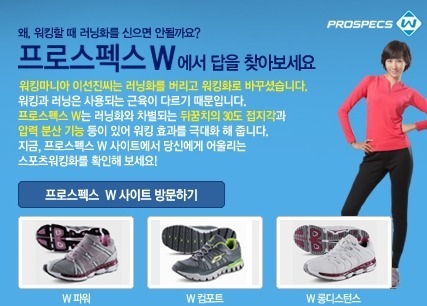 왜, 워킹할 때 러닝화를 신으면 안될까요?
PROSPECS W
프로스펙스 W에서 답을 찾아보세요
워킹마니아 이선진씨는 러닝화를 버리고 워킹화로 바꾸셨습니다.
워킹과 러닝은 사용되는 근육이 다르기 때문입니다.
프로스펙스 W는 러닝화와 차별되는 뒤꿈치의 30도 접지각과
압력 분산 기능 등이 있어 워킹 효과를 극대화 해 줍니다.
지금, 프로스펙스 W 사이트에서 당신에게 어울리는
스포츠워킹화를 확인해 보세요!
프로스펙스 W 사이트 방문하기
W 파워
W 컴포트
W 롱디스턴스